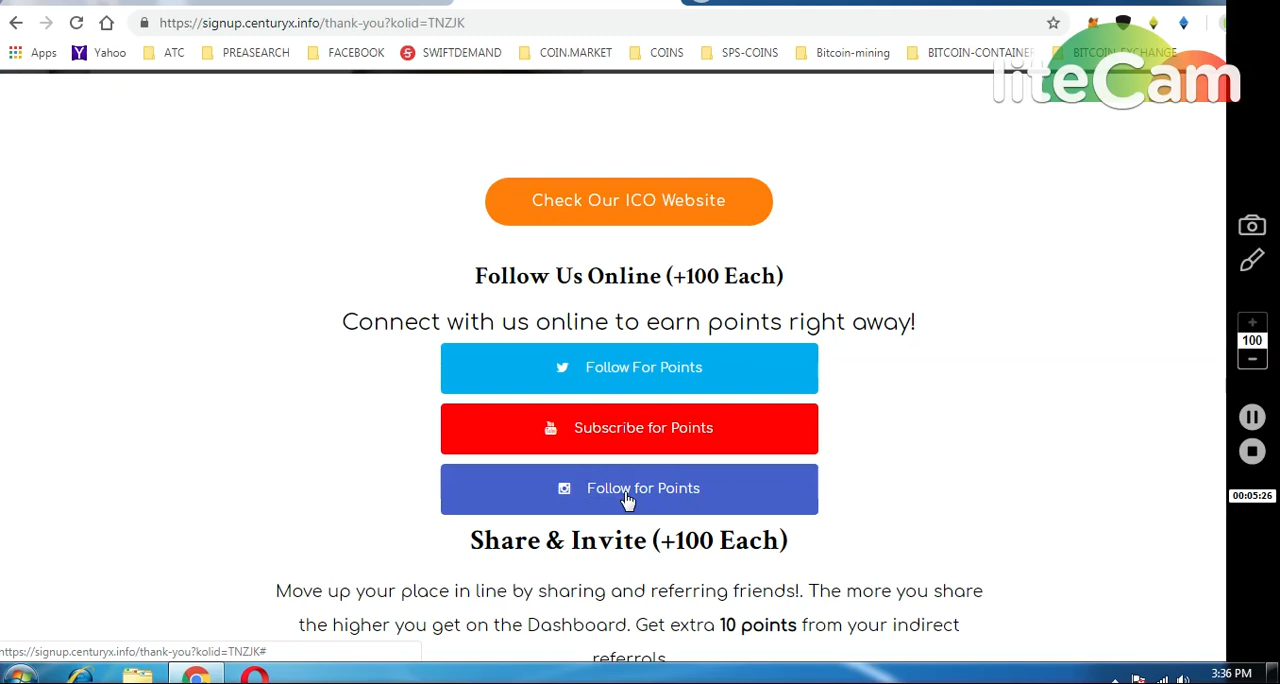 https://signup.centuryx.info/thank-you?kolid=TNZJK
Apps Yahoo ATC PREASEARCH FACEBOOK SWIFTDEMAND COIN.MARKET COINS SPS-COINS Bitcoin-mining BITCOIN-CONTAINER BITCOIN-EXCHANGE
liteCam
Check Our ICO Website
Follow Us Online (+100 Each)
Connect with us online to earn points right away!
Follow For Points
Subscribe for Points
Follow for Points
Share & Invite (+100 Each)
Move up your place in line by sharing and referring friends!. The more you share
the higher you get on the Dashboard. Get extra 10 points from your indirect
referrals
100
00:05:26
https://signup.centuryx.info/thank-you?kolid=TNZJK#
3:36 PM